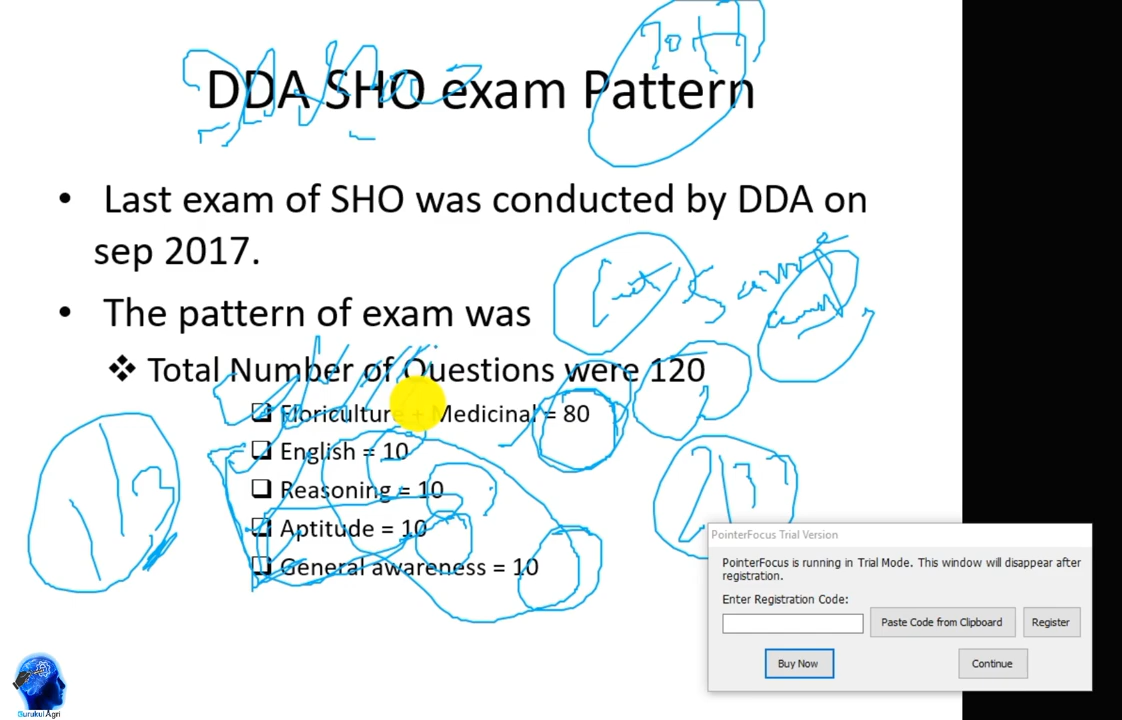 DDA SHO exam Pattern
• Last exam of SHO was conducted by DDA on
sep 2017.
• The pattern of exam was
❖ Total Number of Questions were 120
❑ Floriculture + Medicinal = 80
❑ English = 10
❑ Reasoning = 10
❑ Aptitude = 10
❑ General awareness = 10
PointerFocus Trial Version
PointerFocus is running in Trial Mode. This window will disappear after
registration.
Enter Registration Code:
Paste Code from Clipboard
Register
Buy Now
Continue
Gurukul Agri